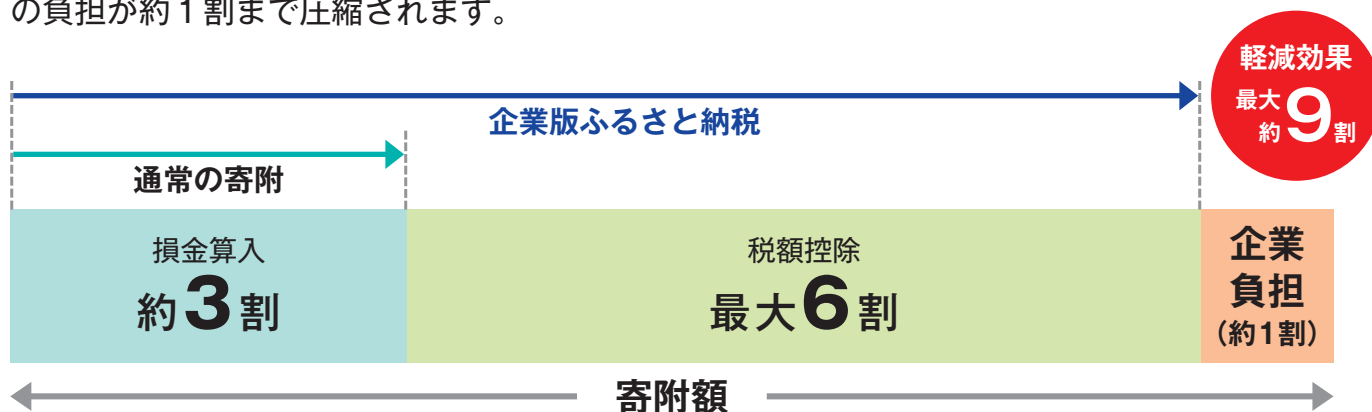 の負担が約1割まで圧縮されます。
軽減効果
最大
約9割
企業版ふるさと納税
通常の寄附
損金算入
約3割
税額控除
最大6割
企業
負担
(約1割)
寄附額